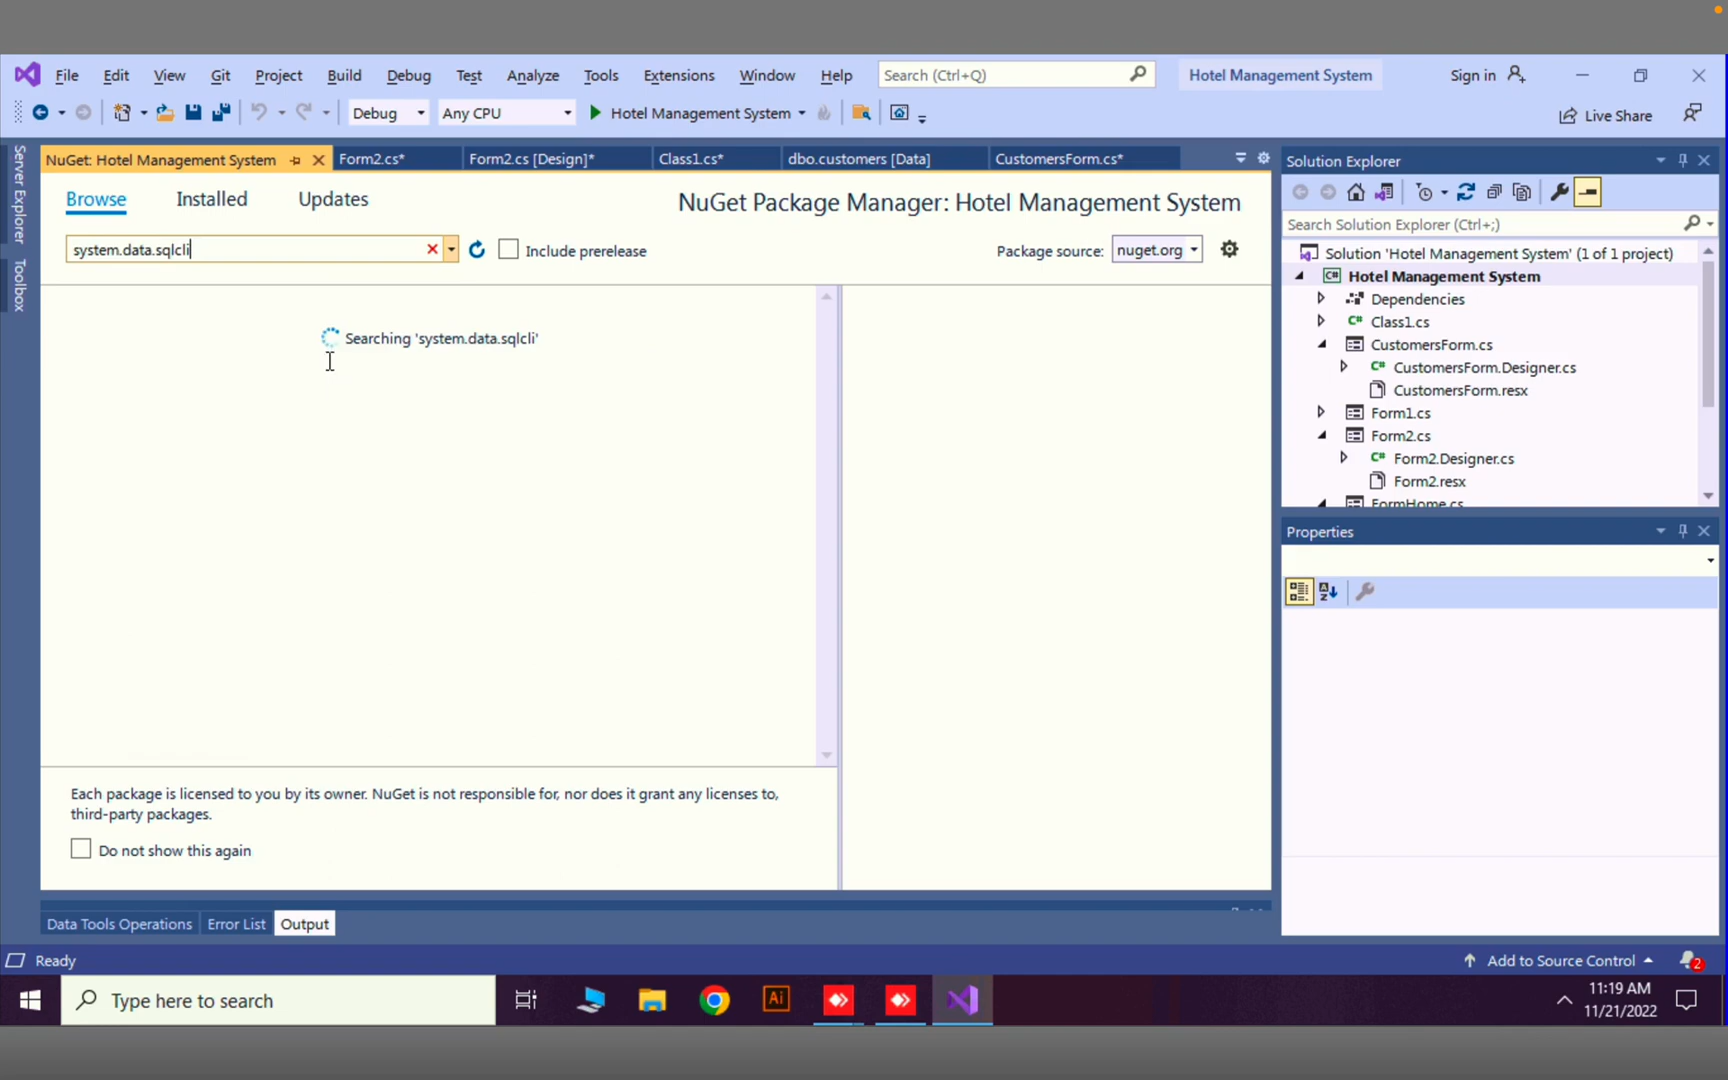 File Edit View Git Project Build Debug Test Analyze Tools Extensions Window Help Search (Ctrl+Q) Hotel Management System Sign in
Debug Any CPU Hotel Management System Live Share
Server Explorer
Toolbox
NuGet: Hotel Management System Form2.cs* Form2.cs [Design]* Class1.cs* dbo.customers [Data] CustomersForm.cs*
Browse Installed Updates NuGet Package Manager: Hotel Management System
system.data.sqlcli Include prerelease Package source: nuget.org
Searching 'system.data.sqlcli'
Each package is licensed to you by its owner. NuGet is not responsible for, nor does it grant any licenses to,
third-party packages.
Do not show this again
Solution Explorer
Search Solution Explorer (Ctrl+;)
Solution 'Hotel Management System' (1 of 1 project)
C# Hotel Management System
Dependencies
C# Class1.cs
CustomersForm.cs
C# CustomersForm.Designer.cs
CustomersForm.resx
Form1.cs
Form2.cs
C# Form2.Designer.cs
Form2.resx
FormHome.cs
Properties
Data Tools Operations Error List Output
Ready Add to Source Control 2
Type here to search Ai 11:19 AM
11/21/2022